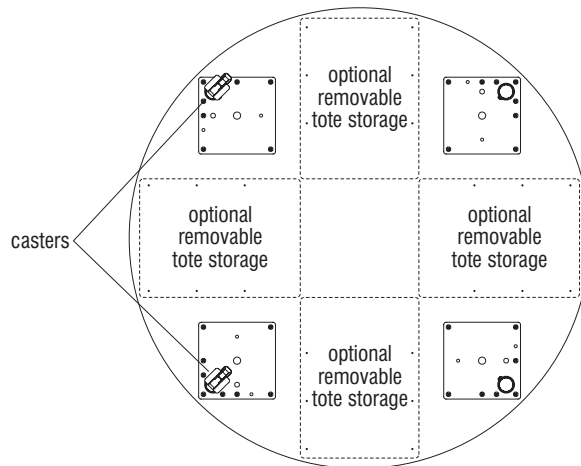 optional
removable
tote storage
optional
removable
tote storage
optional
removable
tote storage
casters
optional
removable
tote storage